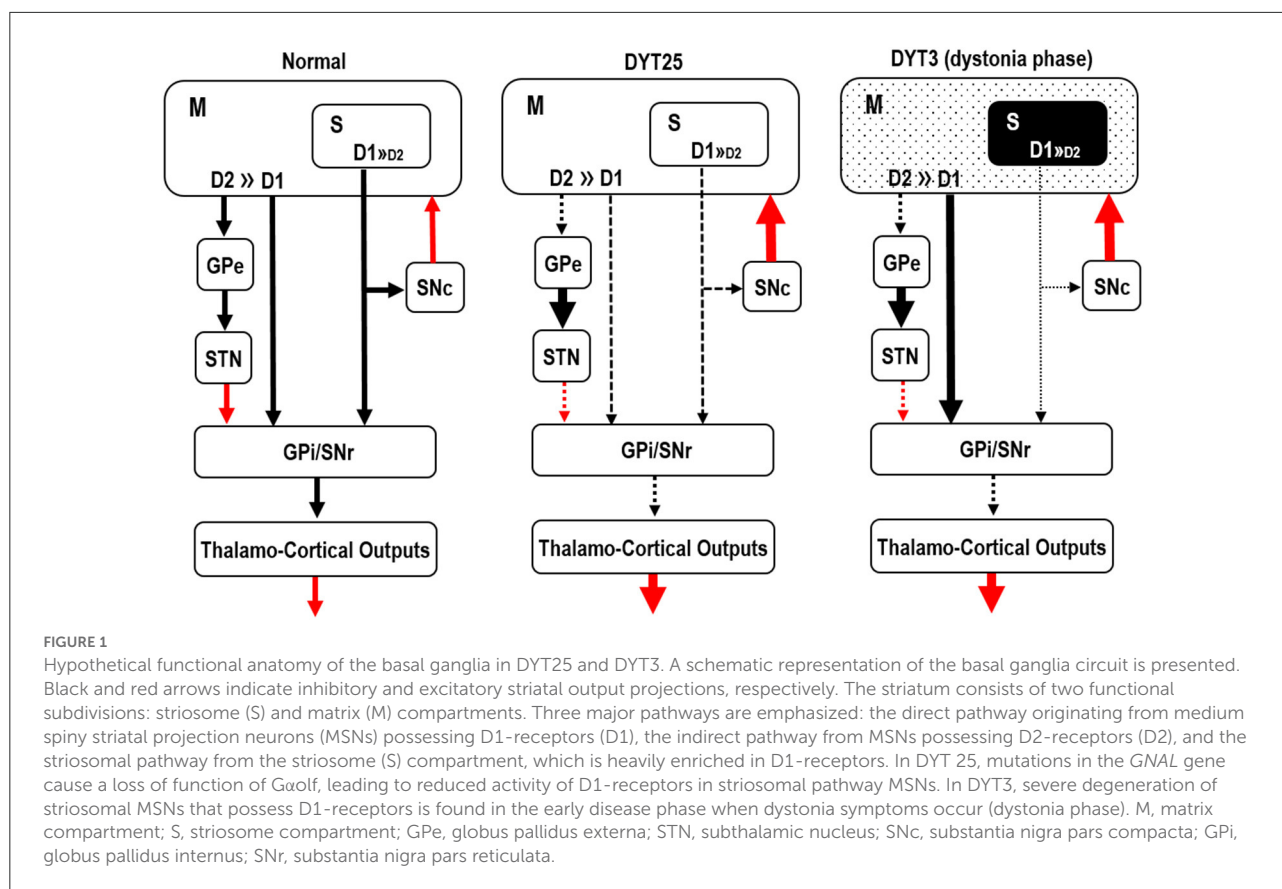 Normal
M
S
D1»D2
D2 » D1
GPe
SNc
STN
GPi/SNr
Thalamo-Cortical Outputs
DYT25
M
S
D1»D2
D2 » D1
GPe
SNc
STN
GPi/SNr
Thalamo-Cortical Outputs
DYT3 (dystonia phase)
M
S
D1»D2
D2 » D1
GPe
SNc
STN
GPi/SNr
Thalamo-Cortical Outputs
FIGURE 1
Hypothetical functional anatomy of the basal ganglia in DYT25 and DYT3. A schematic representation of the basal ganglia circuit is presented.
Black and red arrows indicate inhibitory and excitatory striatal output projections, respectively. The striatum consists of two functional
subdivisions: striosome (S) and matrix (M) compartments. Three major pathways are emphasized: the direct pathway originating from medium
spiny striatal projection neurons (MSNs) possessing D1-receptors (D1), the indirect pathway from MSNs possessing D2-receptors (D2), and the
striosomal pathway from the striosome (S) compartment, which is heavily enriched in D1-receptors. In DYT 25, mutations in the GNAL gene
cause a loss of function of Gαolf, leading to reduced activity of D1-receptors in striosomal pathway MSNs. In DYT3, severe degeneration of
striosomal MSNs that possess D1-receptors is found in the early disease phase when dystonia symptoms occur (dystonia phase). M, matrix
compartment; S, striosome compartment; GPe, globus pallidus externa; STN, subthalamic nucleus; SNc, substantia nigra pars compacta; GPi,
globus pallidus internus; SNr, substantia nigra pars reticulata.